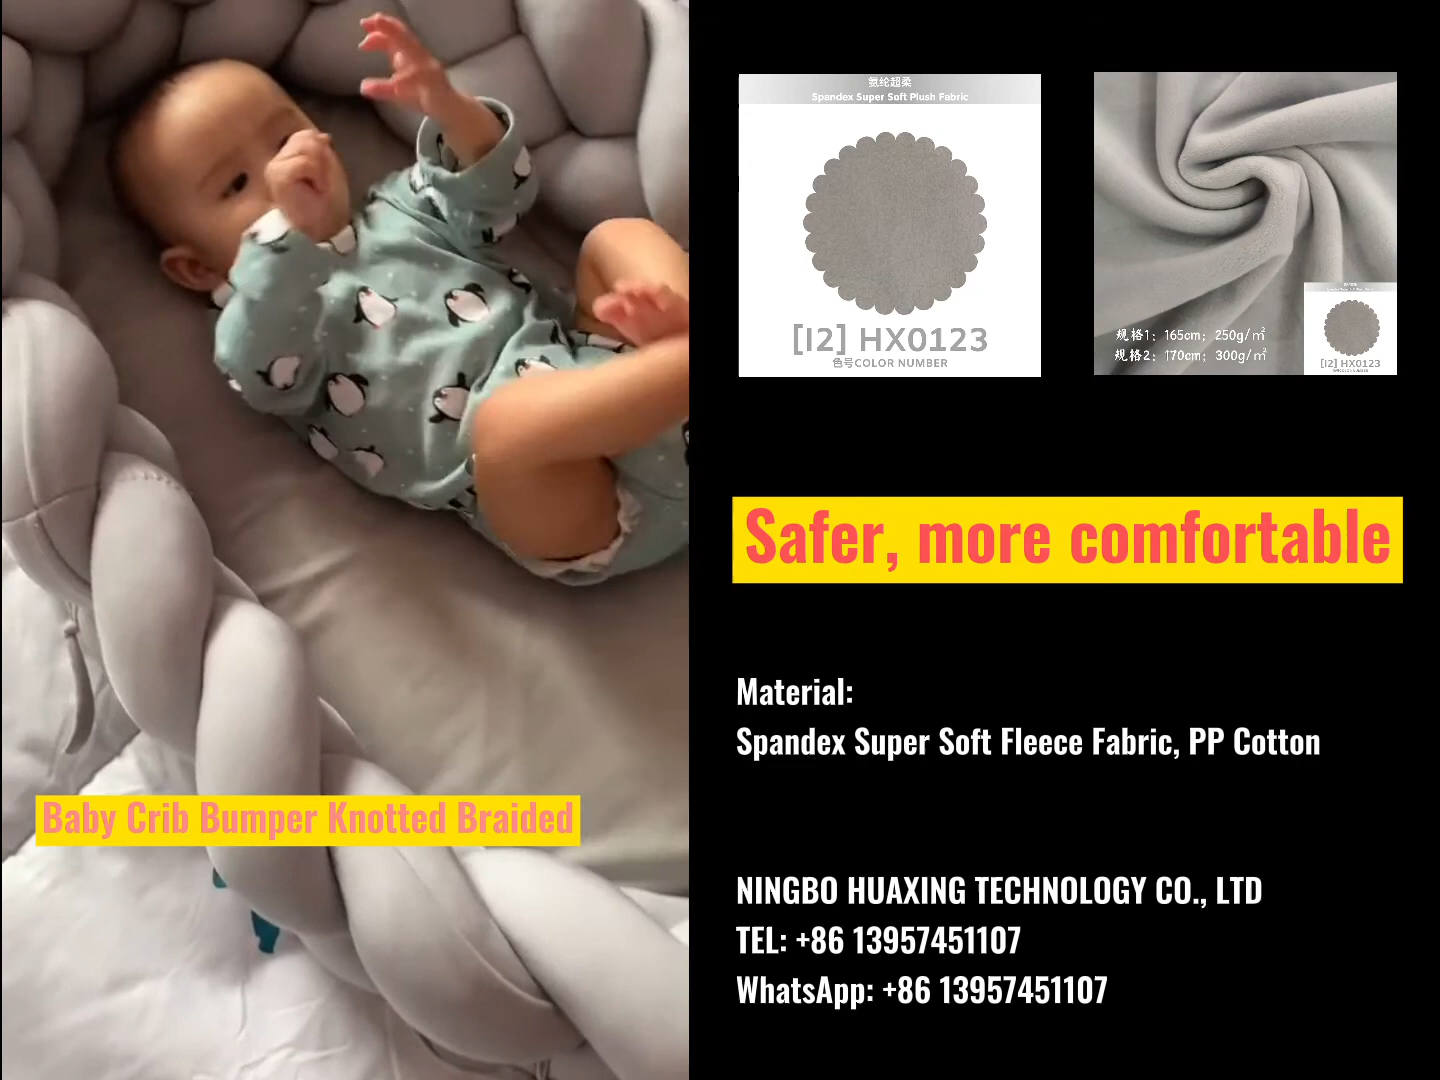 Baby Crib Bumper Knotted Braided
氨纶超柔
Spandex Super Soft Plush Fabric
[I2] HX0123
色号COLOR NUMBER
规格1：165cm；250g/㎡
规格2：170cm；300g/㎡
[I2] HX0123
Safer, more comfortable
Material:
Spandex Super Soft Fleece Fabric, PP Cotton
NINGBO HUAXING TECHNOLOGY CO., LTD
TEL: +86 13957451107
WhatsApp: +86 13957451107